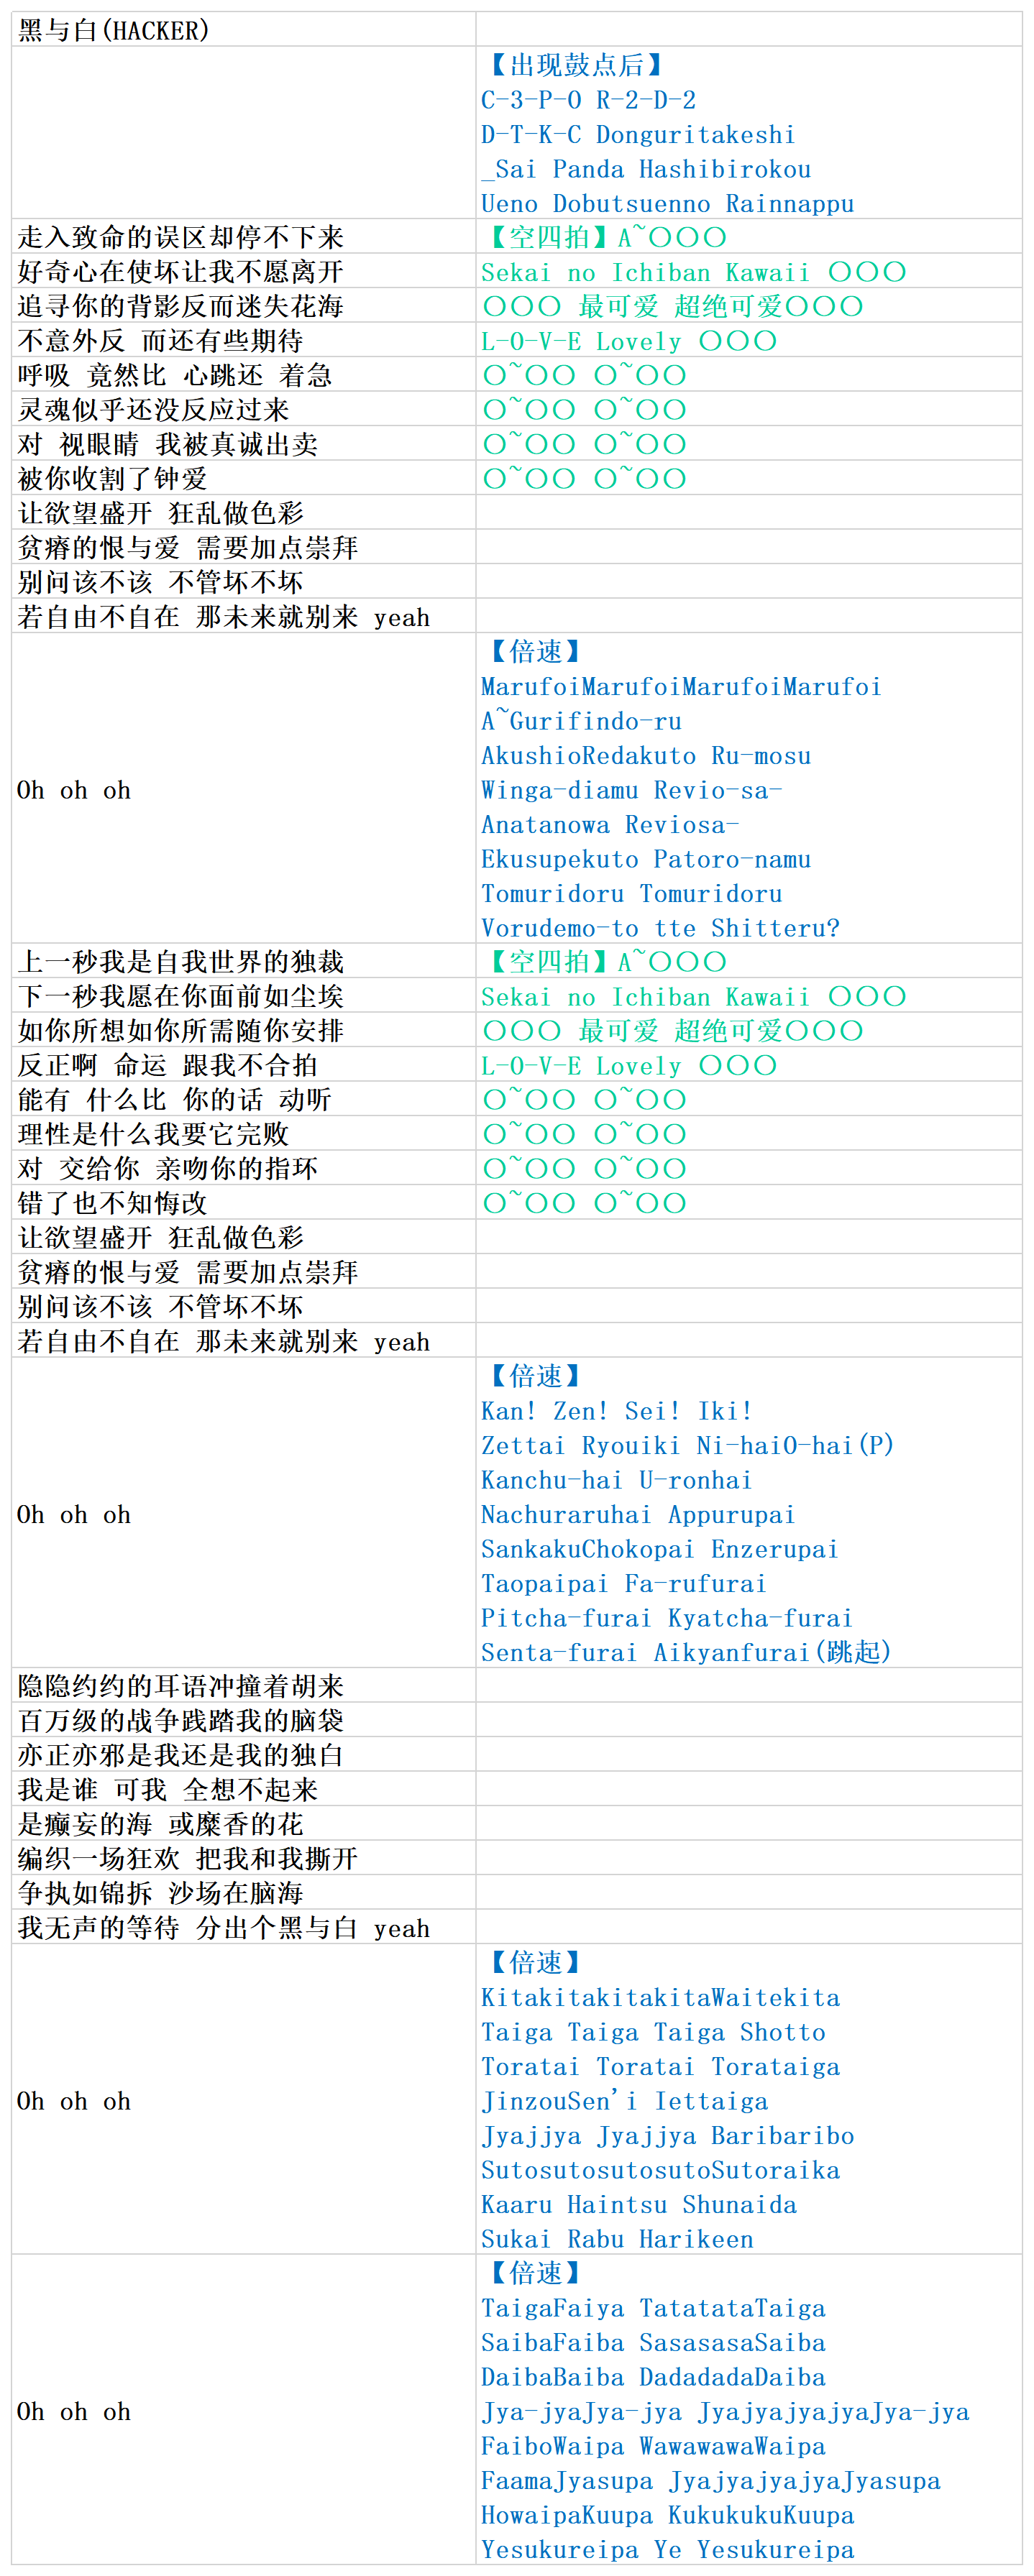 黑与白(HACKER)
【出现鼓点后】
C-3-P-O R-2-D-2
D-T-K-C Donguritakeshi
_Sai Panda Hashibirokou
Ueno Dobutsuenno Rainnappu
走入致命的误区却停不下来
【空四拍】A~〇〇〇
好奇心在使坏让我不愿离开
Sekai no Ichiban Kawaii 〇〇〇
追寻你的背影反而迷失花海
〇〇〇 最可爱 超绝可爱〇〇〇
不意外反 而还有些期待
L-O-V-E Lovely 〇〇〇
呼吸 竟然比 心跳还 着急
〇~〇〇 〇~〇〇
灵魂似乎还没反应过来
〇~〇〇 〇~〇〇
对 视眼睛 我被真诚出卖
〇~〇〇 〇~〇〇
被你收割了钟爱
〇~〇〇 〇~〇〇
让欲望盛开 狂乱做色彩
贫瘠的恨与爱 需要加点崇拜
别问该不该 不管坏不坏
若自由不自在 那未来就别来 yeah
Oh oh oh
【倍速】
MarufoiMarufoiMarufoiMarufoi
A~Gurifindo-ru
AkushioRedakuto Ru-mosu
Winga-diamu Revio-sa-
Anatanowa Reviosa-
Ekusupekuto Patoro-namu
Tomuridoru Tomuridoru
Vorudemo-to tte Shitteru?
上一秒我是自我世界的独裁
【空四拍】A~〇〇〇
下一秒我愿在你面前如尘埃
Sekai no Ichiban Kawaii 〇〇〇
如你所想如你所需随你安排
〇〇〇 最可爱 超绝可爱〇〇〇
反正啊 命运 跟我不合拍
L-O-V-E Lovely 〇〇〇
能有 什么比 你的话 动听
〇~〇〇 〇~〇〇
理性是什么我要它完败
〇~〇〇 〇~〇〇
对 交给你 亲吻你的指环
〇~〇〇 〇~〇〇
错了也不知悔改
〇~〇〇 〇~〇〇
让欲望盛开 狂乱做色彩
贫瘠的恨与爱 需要加点崇拜
别问该不该 不管坏不坏
若自由不自在 那未来就别来 yeah
Oh oh oh
【倍速】
Kan! Zen! Sei! Iki!
Zettai Ryouiki Ni-haiO-hai(P)
Kanchu-hai U-ronhai
Nachuraruhai Appurupai
SankakuChokopai Enzerupai
Taopaipai Fa-rufurai
Pitcha-furai Kyatcha-furai
Senta-furai Aikyanfurai(跳起)
隐隐约约的耳语冲撞着胡来
百万级的战争践踏我的脑袋
亦正亦邪是我还是我的独白
我是谁 可我 全想不起来
是癫妄的海 或糜香的花
编织一场狂欢 把我和我撕开
争执如锦拆 沙场在脑海
我无声的等待 分出个黑与白 yeah
Oh oh oh
【倍速】
KitakitakitakitaWaitekita
Taiga Taiga Taiga Shotto
Toratai Toratai Torataiga
JinzouSen'i Iettaiga
Jyajjya Jyajjya Baribaribo
SutosutosutosutoSutoraika
Kaaru Haintsu Shunaida
Sukai Rabu Harikeen
Oh oh oh
【倍速】
TaigaFaiya TatatataTaiga
SaibaFaiba SasasasaSaiba
DaibaBaiba DadadadaDaiba
Jya-jyaJya-jya JyajyajyajyaJya-jya
FaiboWaipa WawawawaWaipa
FaamaJyasupa JyajyajyajyaJyasupa
HowaipaKuupa KukukukuKuupa
Yesukureipa Ye Yesukureipa